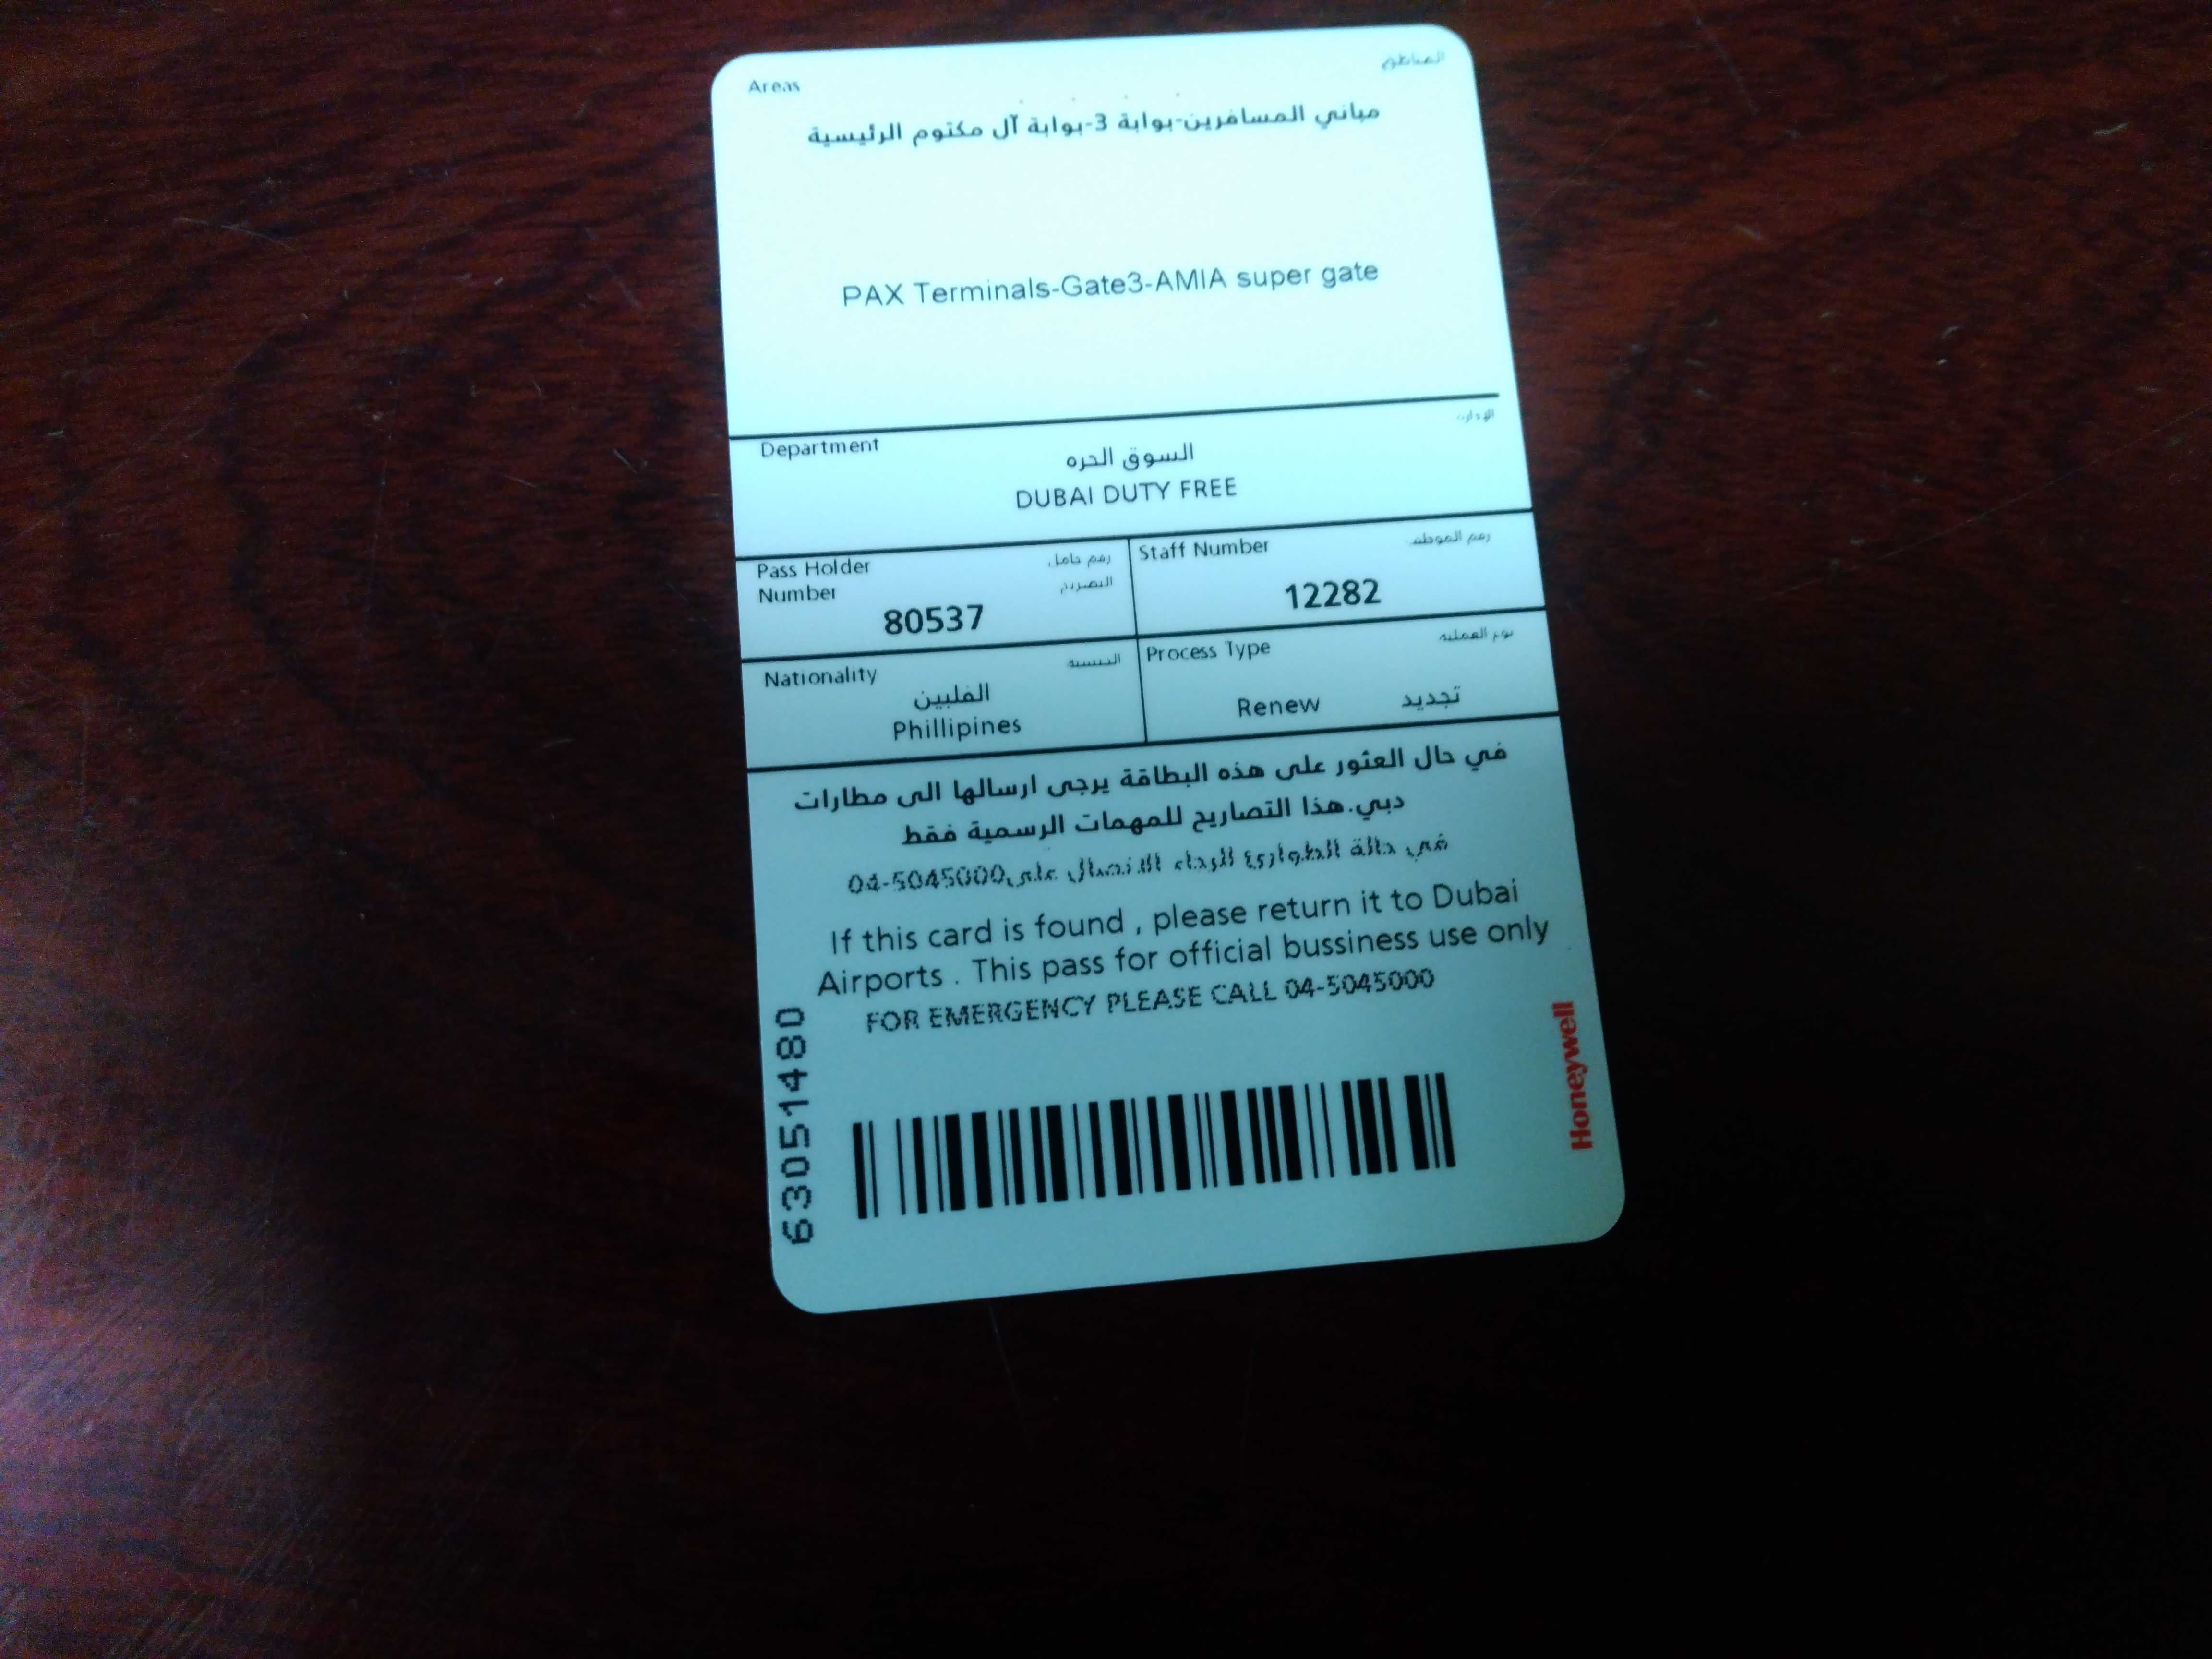 Areas المناطق
مباني المسافرين-بوابة 3-بوابة آل مكتوم الرئيسية
PAX Terminals-Gate3-AMIA super gate
Department الإدارة
السوق الحره
DUBAI DUTY FREE
Pass Holder رقم حامل
Number التصريح
80537
Staff Number رقم الموظف
12282
Nationality الجنسية
الفلبين
Phillipines
Process Type نوع العملية
Renew تجديد
في حال العثور على هذه البطاقة يرجى ارسالها الى مطارات
دبي.هذا التصاريح للمهمات الرسمية فقط
في حالة الطوارئ الرجاء الاتصال على04-5045000
If this card is found , please return it to Dubai
Airports . This pass for official bussiness use only
FOR EMERGENCY PLEASE CALL 04-5045000
63051480
Honeywell